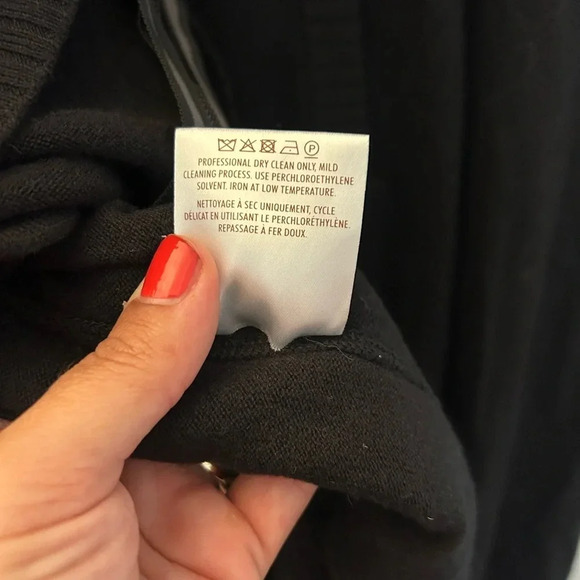 P
PROFESSIONAL DRY CLEAN ONLY, MILD
CLEANING PROCESS. USE PERCHLOROETHYLENE
SOLVENT. IRON AT LOW TEMPERATURE.
NETTOYAGE À SEC UNIQUEMENT, CYCLE
DÉLICAT EN UTILISANT LE PERCHLORÉTHYLÈNE.
REPASSAGE À FER DOUX.